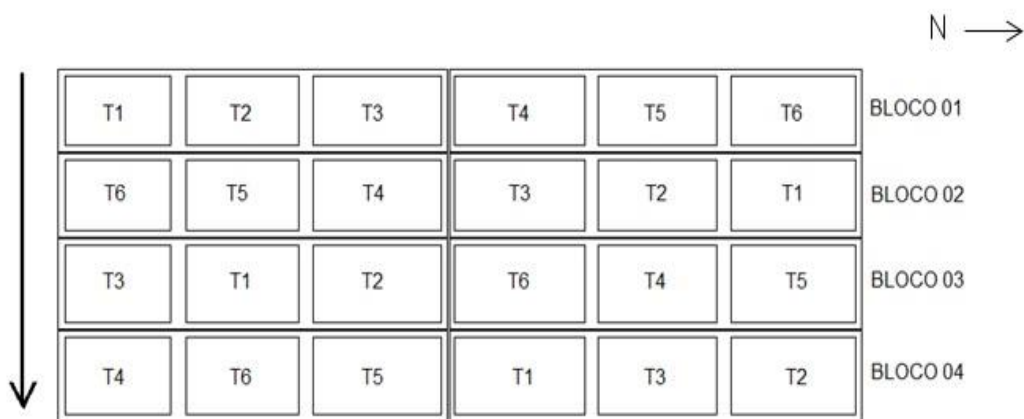 N
T1 T2 T3 T4 T5 T6 BLOCO 01
T6 T5 T4 T3 T2 T1 BLOCO 02
T3 T1 T2 T6 T4 T5 BLOCO 03
T4 T6 T5 T1 T3 T2 BLOCO 04